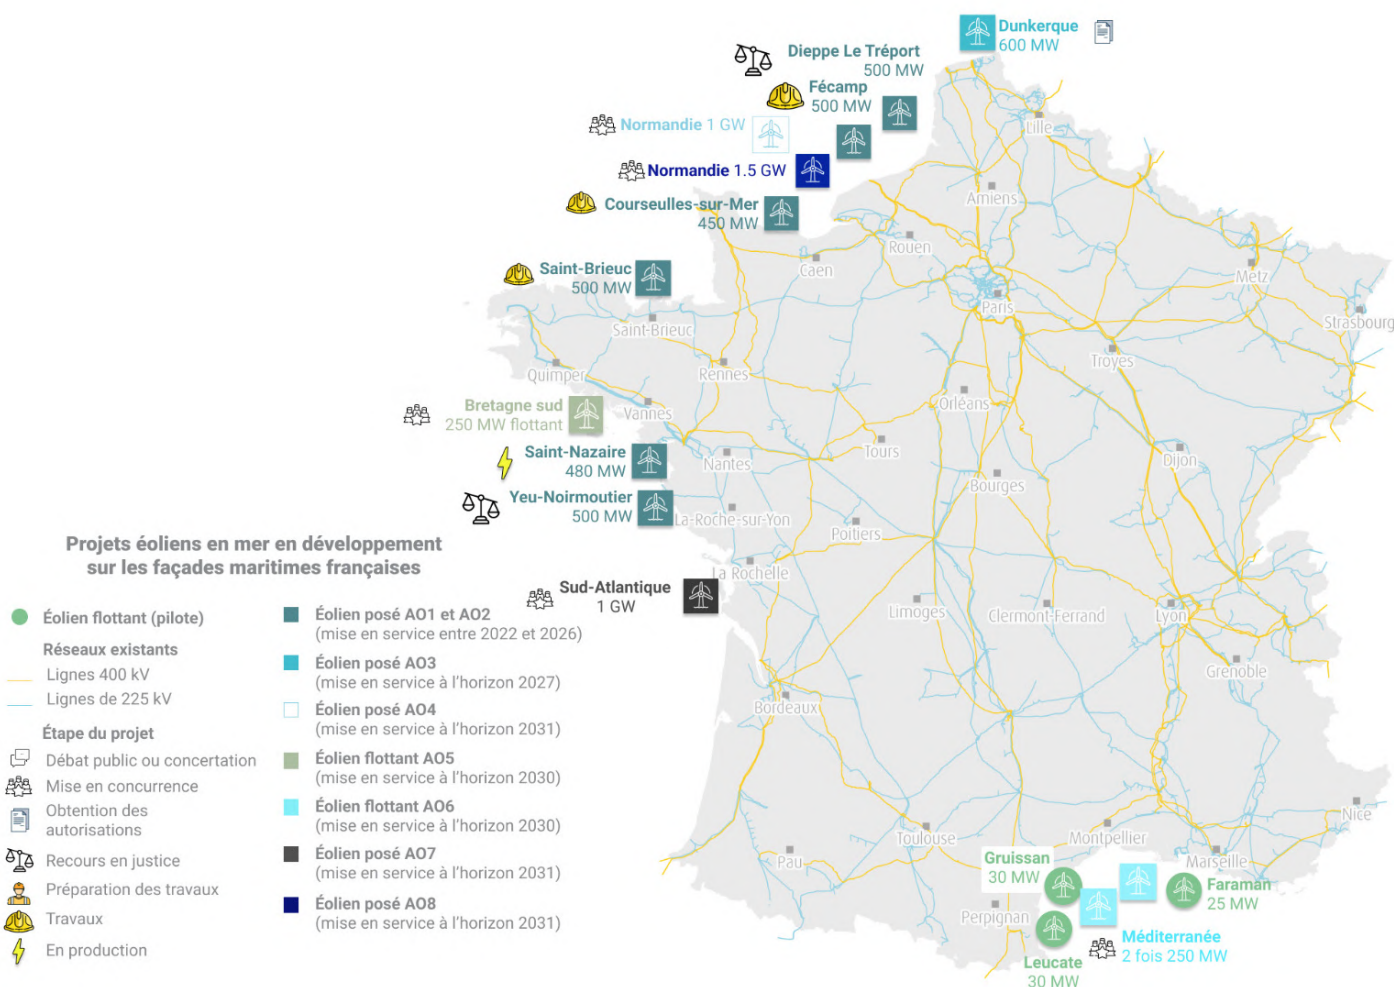 Dunkerque
600 MW
Dieppe Le Tréport
500 MW
Fécamp
500 MW
Normandie 1 GW
Normandie 1.5 GW
Courseulles-sur-Mer
450 MW
Saint-Brieuc
500 MW
Bretagne sud
250 MW flottant
Saint-Nazaire
480 MW
Yeu-Noirmoutier
500 MW
Sud-Atlantique
1 GW
Gruissan
30 MW
Faraman
25 MW
Méditerranée
2 fois 250 MW
Leucate
30 MW
Lille
Amiens
Rouen
Caen
Metz
Paris
Strasbourg
Saint-Brieuc
Troyes
Quimper
Rennes
Orléans
Vannes
Tours
Nantes
Dijon
Bourges
La-Roche-sur-Yon
Poitiers
La Rochelle
Limoges
Clermont-Ferrand
Lyon
Grenoble
Bordeaux
Nice
Toulouse
Montpellier
Pau
Marseille
Perpignan
Projets éoliens en mer en développement
sur les façades maritimes françaises
Éolien flottant (pilote)
Réseaux existants
Lignes 400 kV
Lignes de 225 kV
Étape du projet
Débat public ou concertation
Mise en concurrence
Obtention des
autorisations
Recours en justice
Préparation des travaux
Travaux
En production
Éolien posé AO1 et AO2
(mise en service entre 2022 et 2026)
Éolien posé AO3
(mise en service à l'horizon 2027)
Éolien posé AO4
(mise en service à l'horizon 2031)
Éolien flottant AO5
(mise en service à l'horizon 2030)
Éolien flottant AO6
(mise en service à l'horizon 2030)
Éolien posé AO7
(mise en service à l'horizon 2031)
Éolien posé AO8
(mise en service à l'horizon 2031)